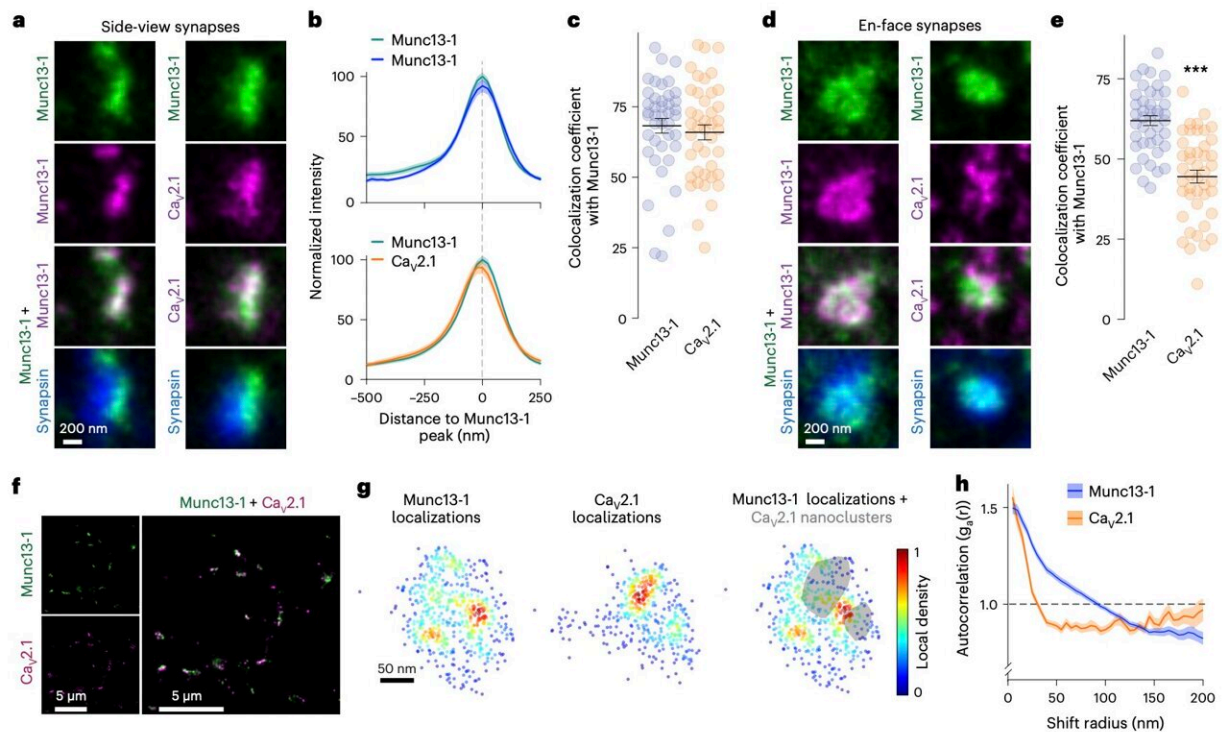 a
Side-view synapses
Munc13-1
Munc13-1
Munc13-1
CaV2.1
Munc13-1 +
Munc13-1
CaV2.1
Synapsin
Synapsin
200 nm
b
Munc13-1
Munc13-1
Normalized intensity
100
50
0
Munc13-1
CaV2.1
100
50
0
−500
−250
0
250
Distance to Munc13-1
peak (nm)
c
Colocalization coefficient
with Munc13-1
75
50
25
0
Munc13-1
CaV2.1
d
En-face synapses
Munc13-1
Munc13-1
Munc13-1
CaV2.1
Munc13-1 +
Munc13-1
CaV2.1
Synapsin
Synapsin
200 nm
e
***
Colocalization coefficient
with Munc13-1
75
50
25
0
Munc13-1
CaV2.1
f
Munc13-1 + CaV2.1
Munc13-1
CaV2.1
5 µm
5 µm
g
Munc13-1
localizations
CaV2.1
localizations
Munc13-1 localizations +
CaV2.1 nanoclusters
50 nm
1
Local density
0
h
Munc13-1
CaV2.1
Autocorrelation (ga(r))
1.5
1.0
0
50
100
150
200
Shift radius (nm)